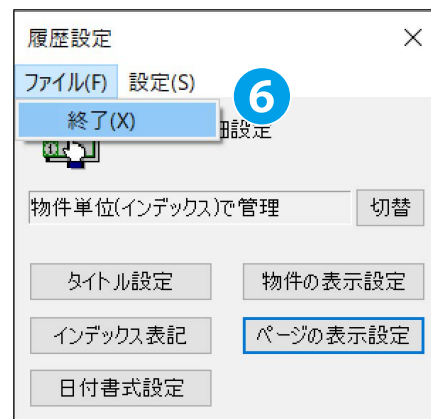 履歴設定
ファイル(F) 設定(S)
6
終了(X)
設定
物件単位(インデックス)で管理 切替
タイトル設定 物件の表示設定
インデックス表記 ページの表示設定
日付書式設定